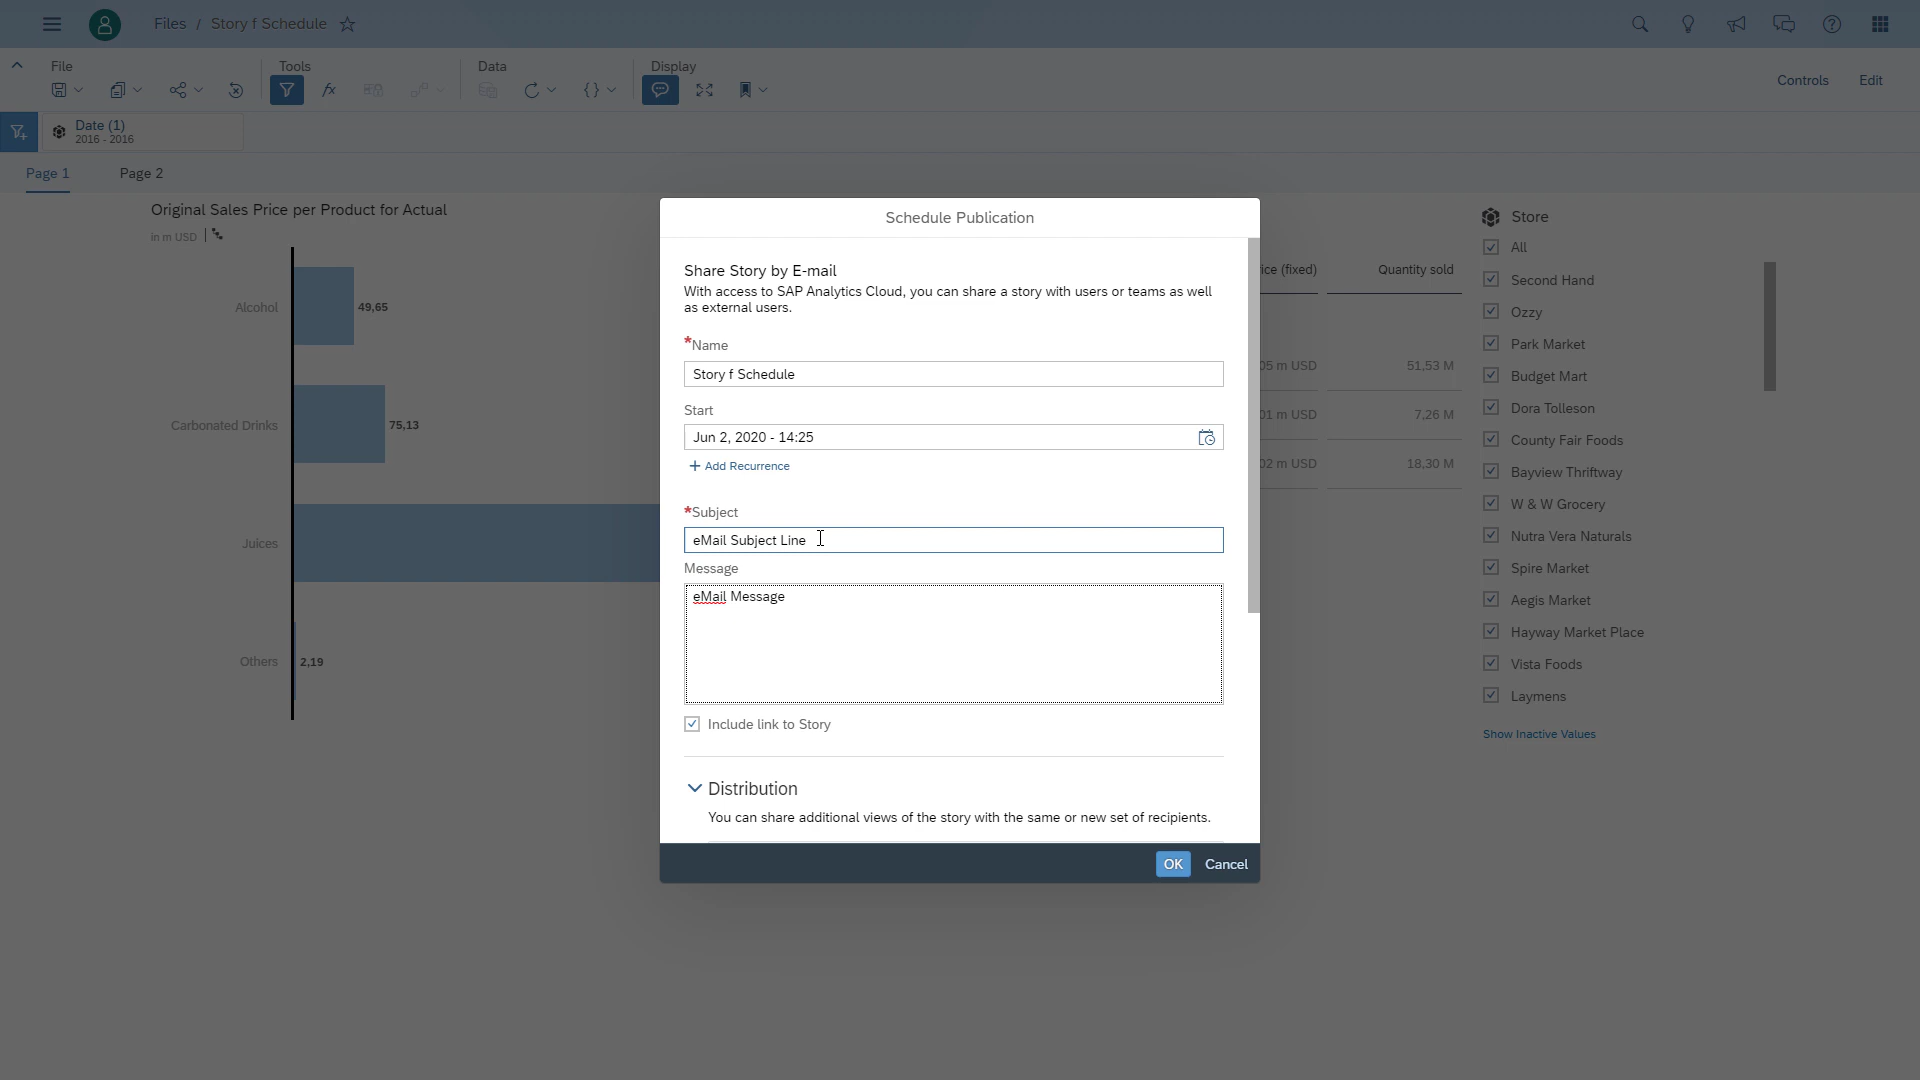 Files / Story f Schedule
File
Tools
Data
Display
Controls
Edit
Date (1)
2016 - 2016
Page 1
Page 2
Original Sales Price per Product for Actual
in m USD
Alcohol
49,65
Carbonated Drinks
75,13
Juices
Others
2,19
Schedule Publication
Share Story by E-mail
With access to SAP Analytics Cloud, you can share a story with users or teams as well
as external users.
*Name
Story f Schedule
Start
Jun 2, 2020 - 14:25
+ Add Recurrence
*Subject
eMail Subject Line
Message
eMail Message
Include link to Story
Distribution
You can share additional views of the story with the same or new set of recipients.
OK
Cancel
ice (fixed)
Quantity sold
05 m USD
51,53 M
01 m USD
7,26 M
02 m USD
18,30 M
Store
All
Second Hand
Ozzy
Park Market
Budget Mart
Dora Tolleson
County Fair Foods
Bayview Thriftway
W & W Grocery
Nutra Vera Naturals
Spire Market
Aegis Market
Hayway Market Place
Vista Foods
Laymens
Show Inactive Values